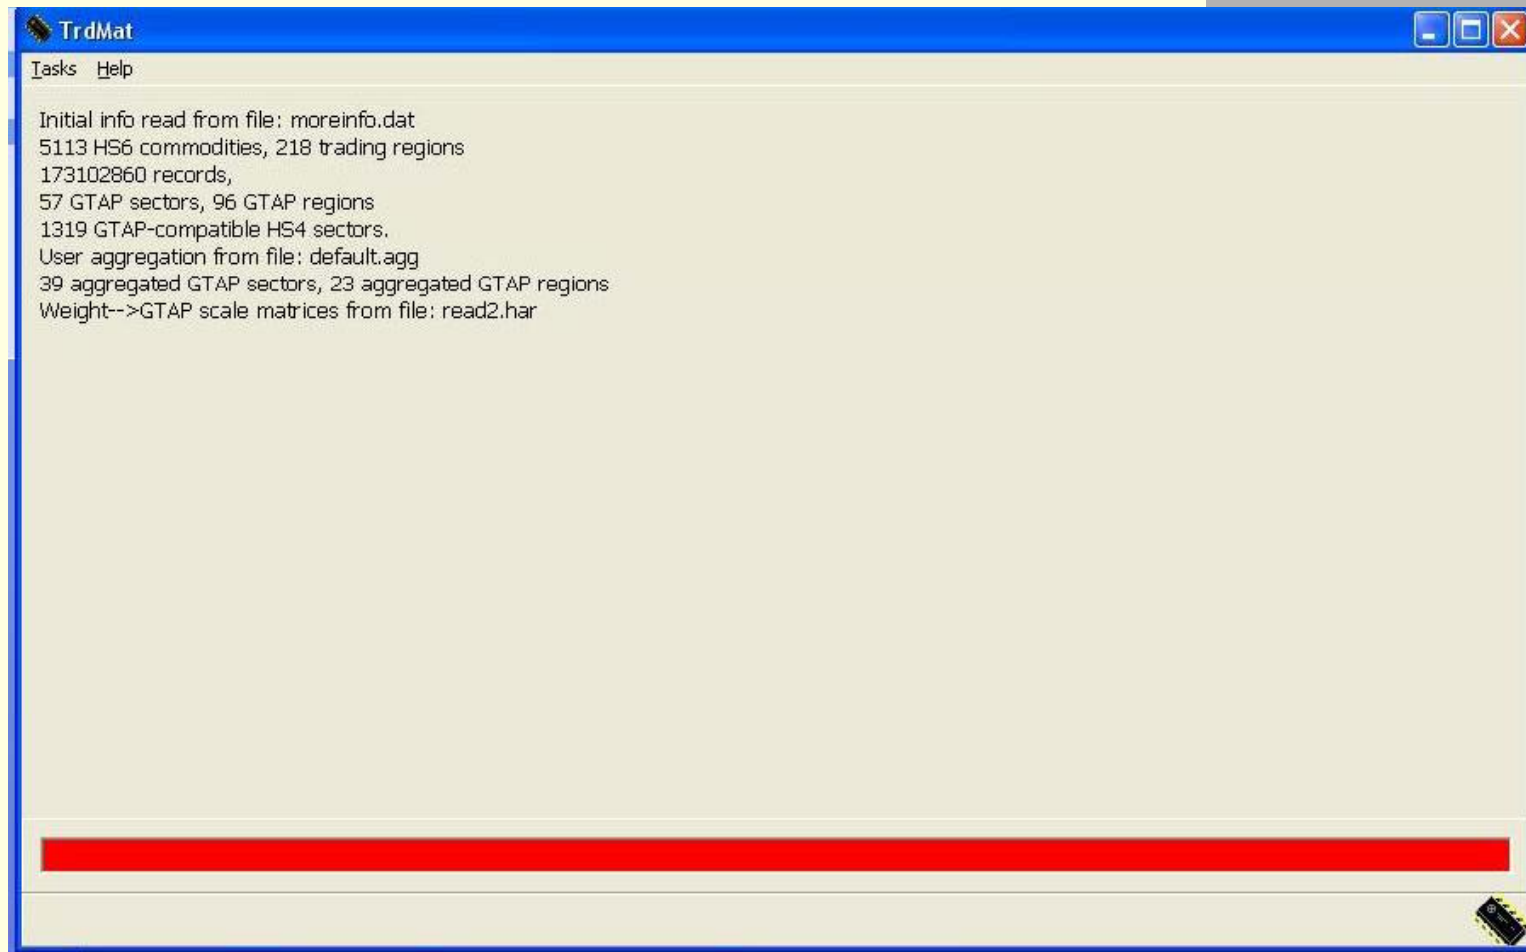 TrdMat
Tasks Help
Initial info read from file: moreinfo.dat
5113 HS6 commodities, 218 trading regions
173102860 records,
57 GTAP sectors, 96 GTAP regions
1319 GTAP-compatible HS4 sectors.
User aggregation from file: default.agg
39 aggregated GTAP sectors, 23 aggregated GTAP regions
Weight-->GTAP scale matrices from file: read2.har